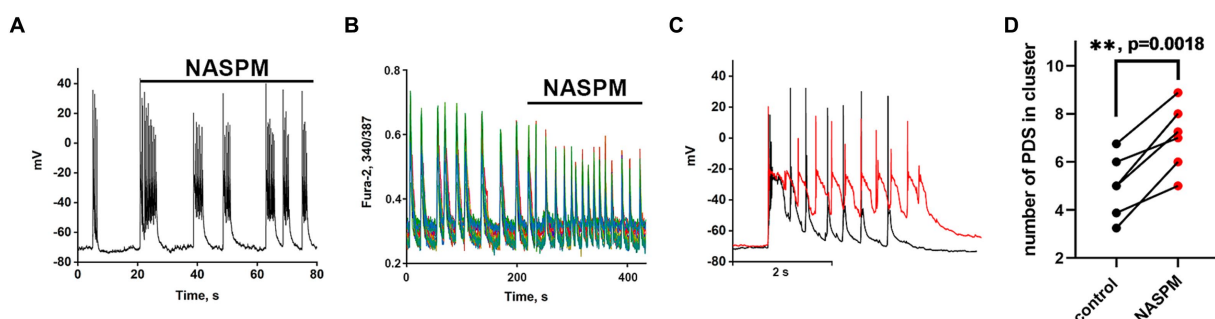 A
NASPM
mV
40
20
0
-20
-40
-60
-80
0
20
40
60
80
Time, s
B
NASPM
Fura-2, 340/387
0.8
0.6
0.4
0.2
0
200
400
Time, s
C
mV
40
20
0
-20
-40
-60
-80
2 s
D
**, p=0.0018
number of PDS in cluster
10
8
6
4
2
control
NASPM